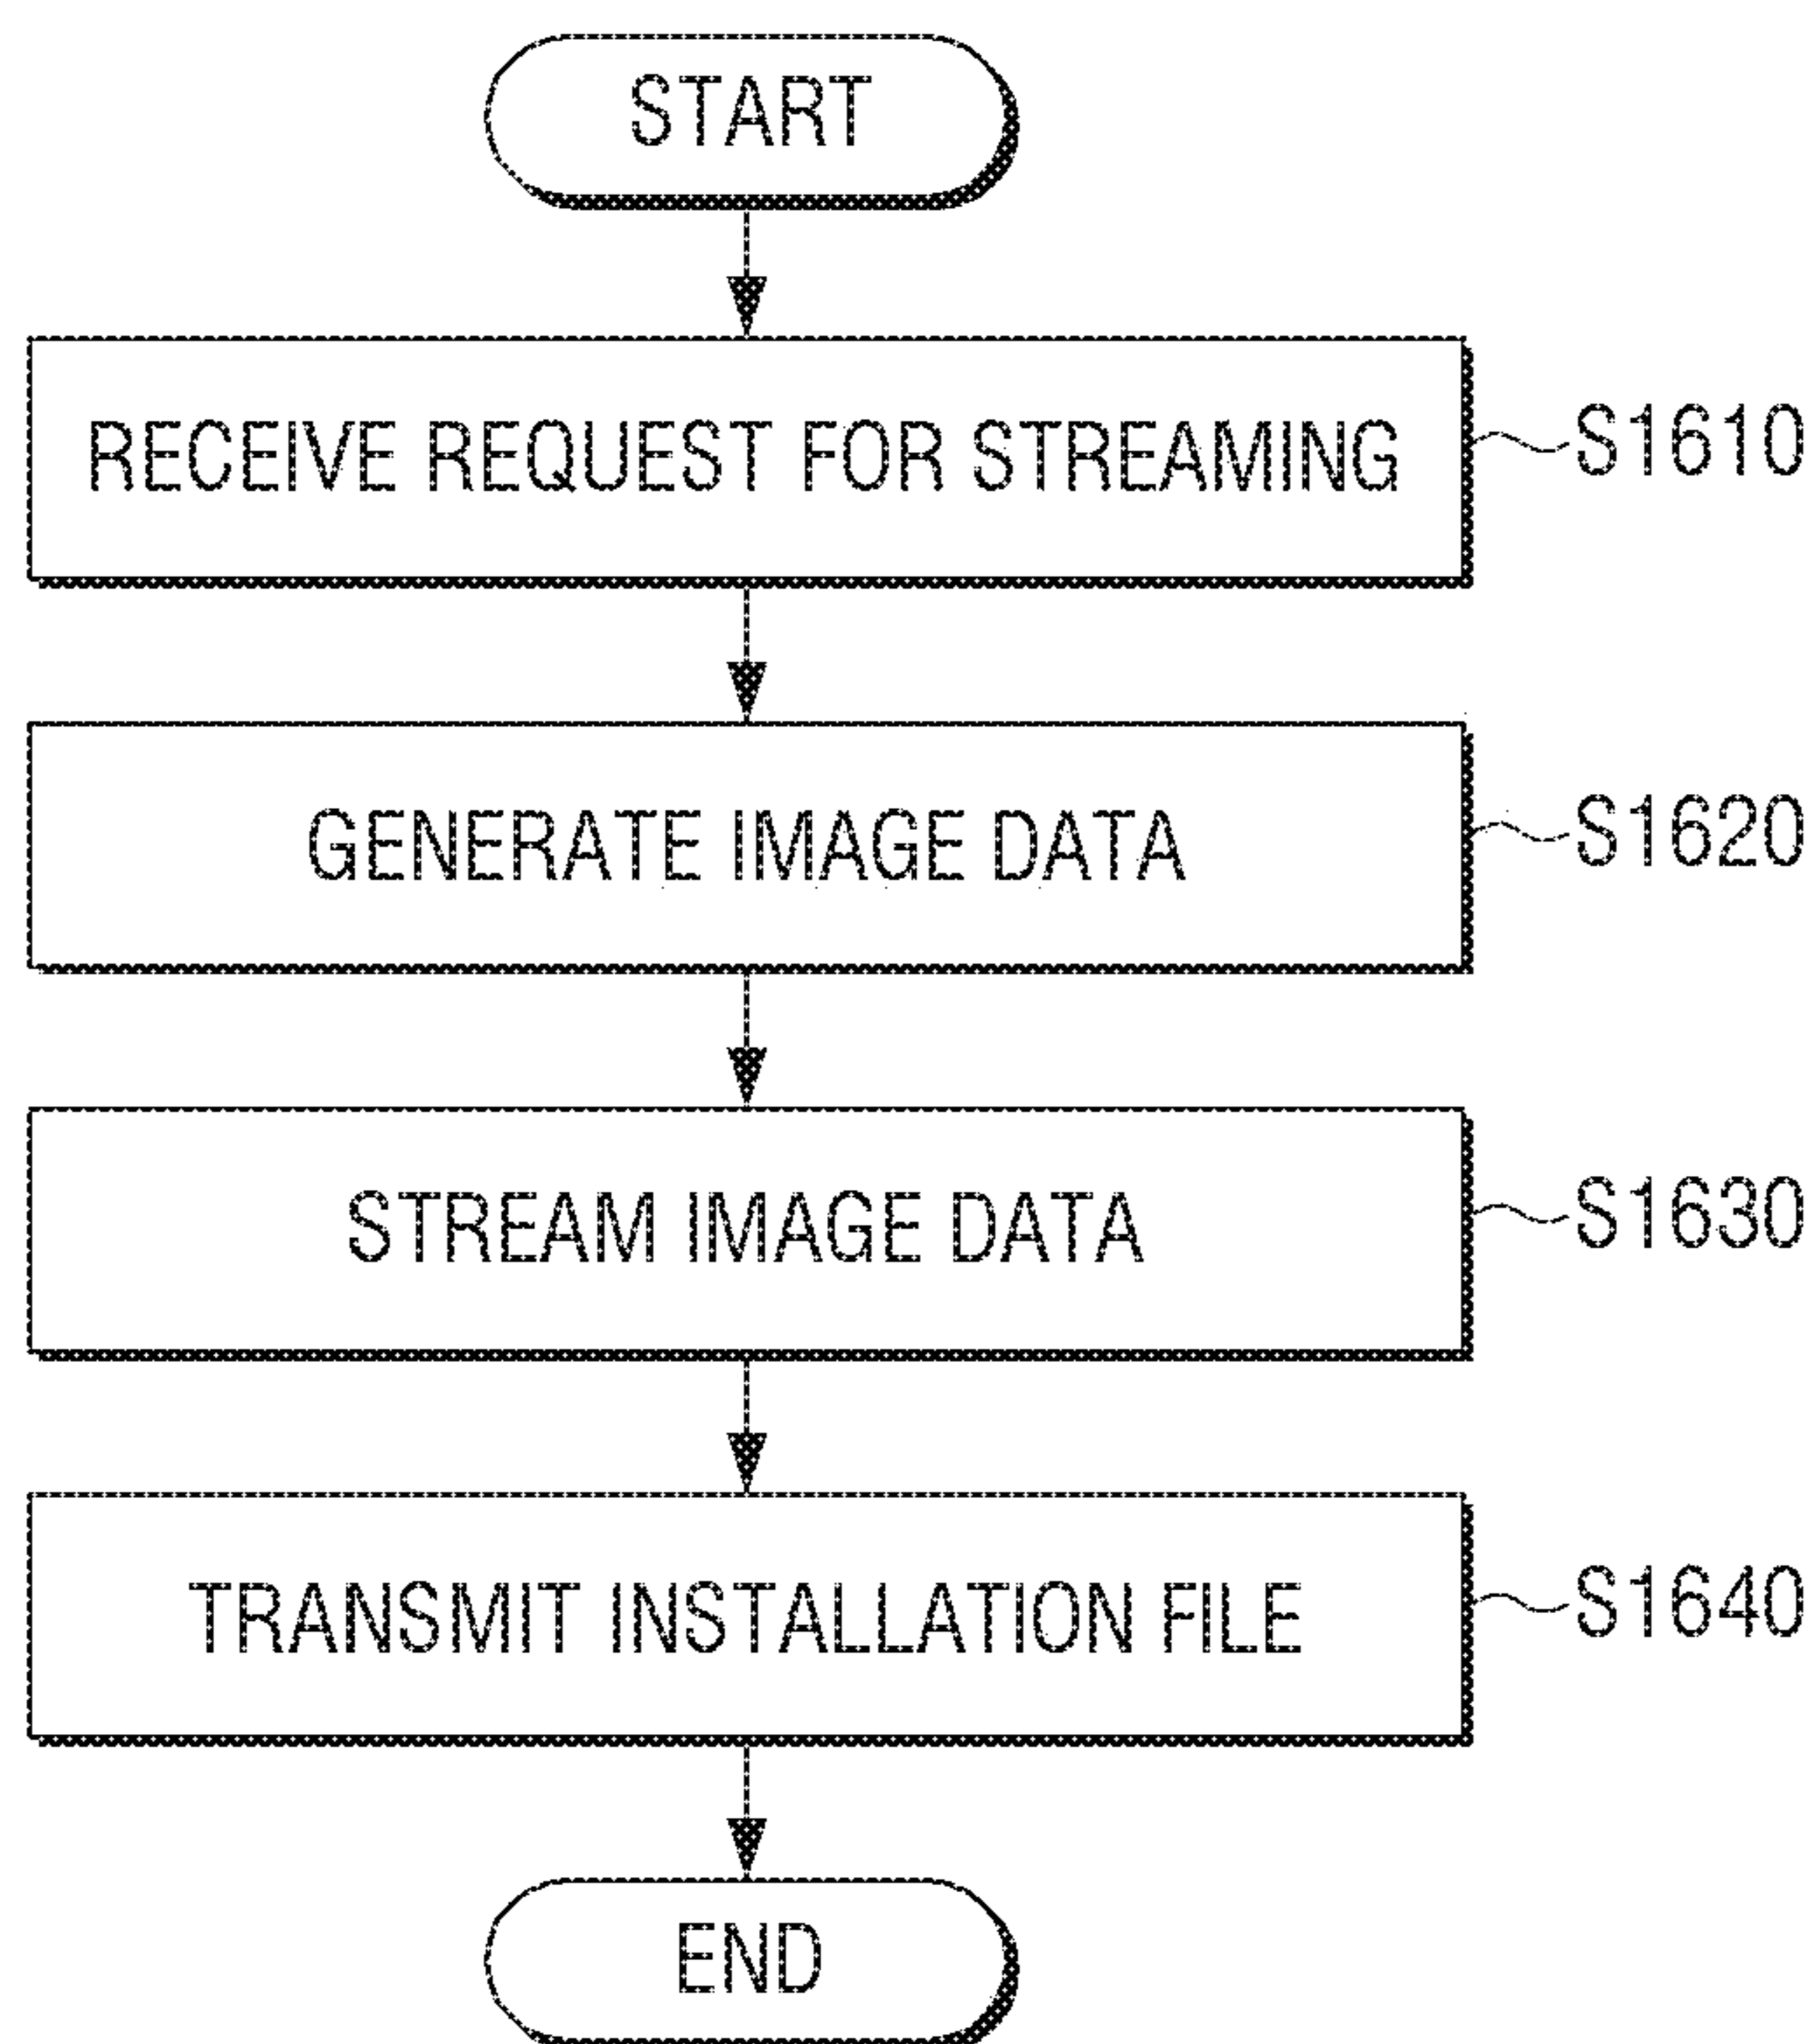 START
RECEIVE REQUEST FOR STREAMING
S1610
GENERATE IMAGE DATA
S1620
STREAM IMAGE DATA
S1630
TRANSMIT INSTALLATION FILE
S1640
END